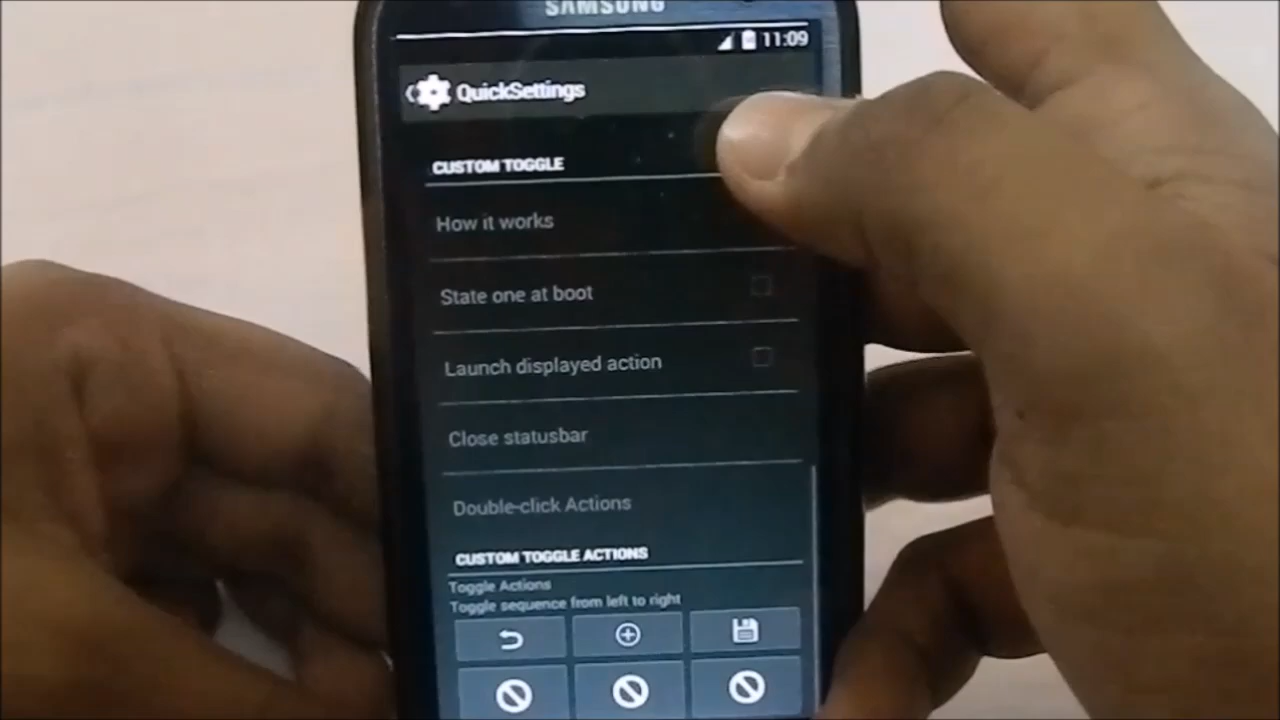 SAMSUNG
11:09
QuickSettings
CUSTOM TOGGLE
How it works
State one at boot
Launch displayed action
Close statusbar
Double-click Actions
CUSTOM TOGGLE ACTIONS
Toggle Actions
Toggle sequence from left to right